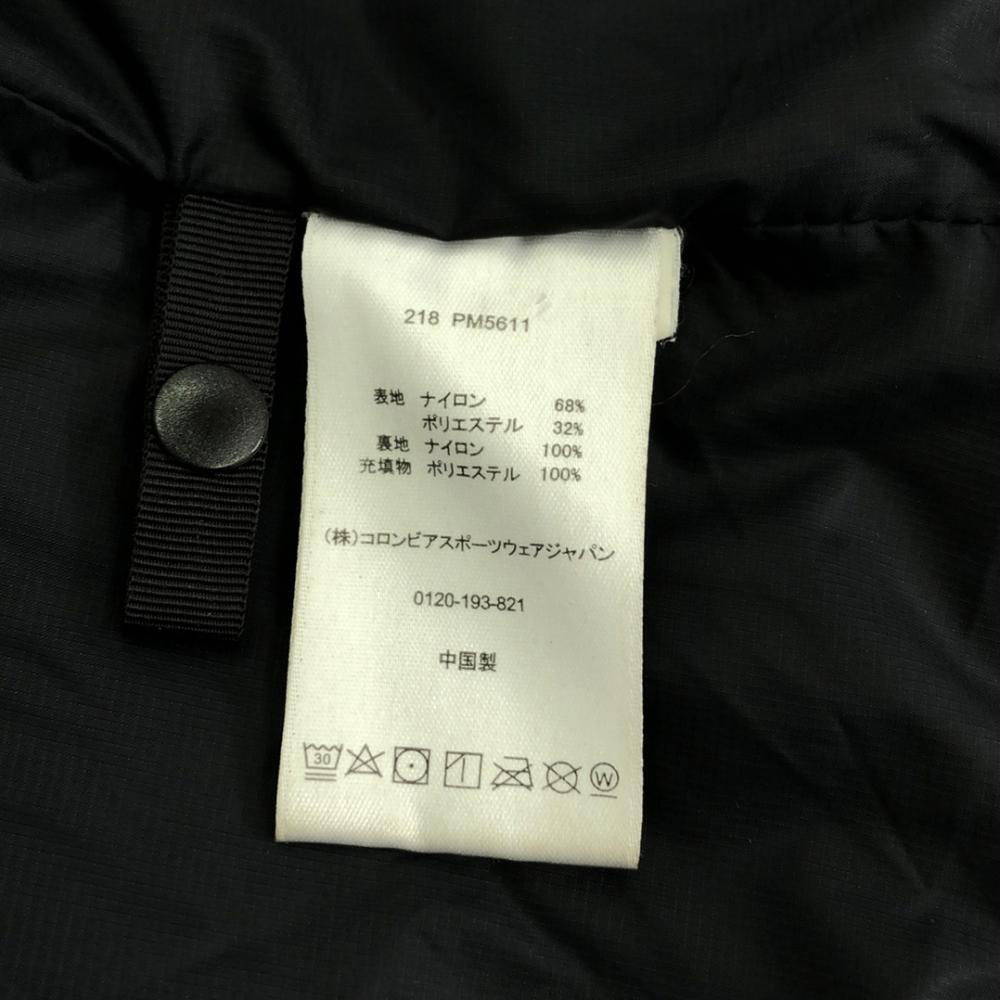 218 PM5611
表地 ナイロン 68%
ポリエステル 32%
裏地 ナイロン 100%
充填物 ポリエステル 100%
(株)コロンビアスポーツウェアジャパン
0120-193-821
中国製
30 W